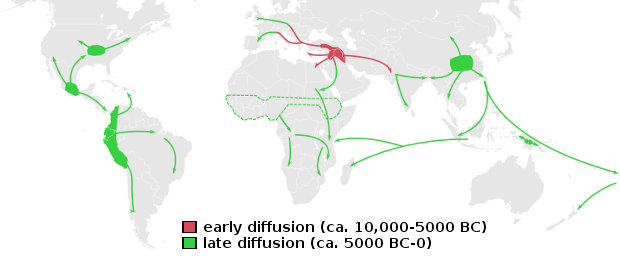 early diffusion (ca. 10,000-5000 BC)
late diffusion (ca. 5000 BC-0)